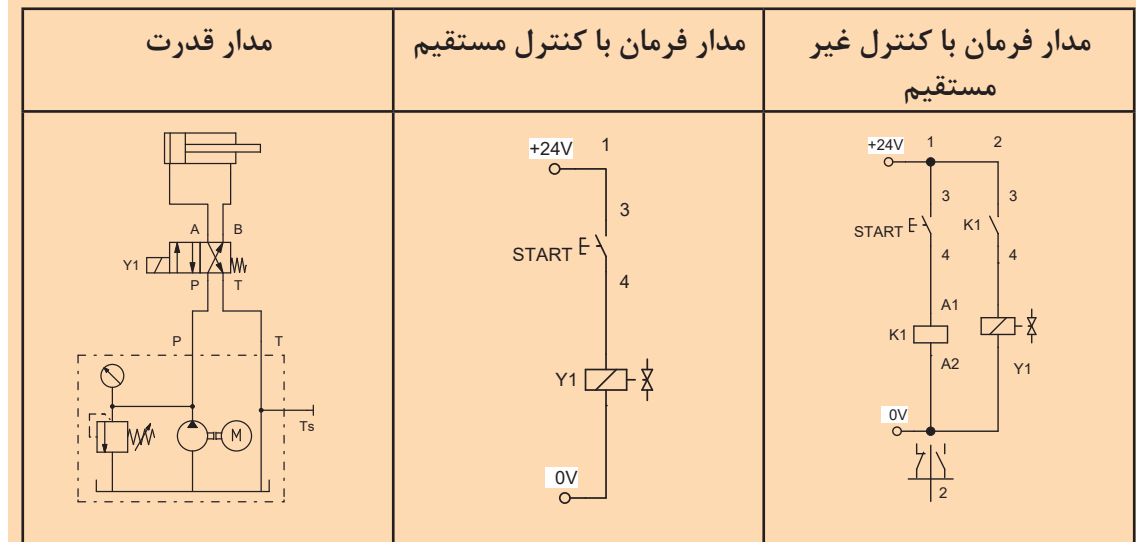 مدار فرمان با کنترل غیر
مستقیم
مدار فرمان با کنترل مستقیم
مدار قدرت
+24V 1 2
3 3
START K1
4 4
A1
K1
A2 Y1
0V
2
+24V 1
3
START
4
Y1
0V
A B
Y1
P T
P T
Ts
M